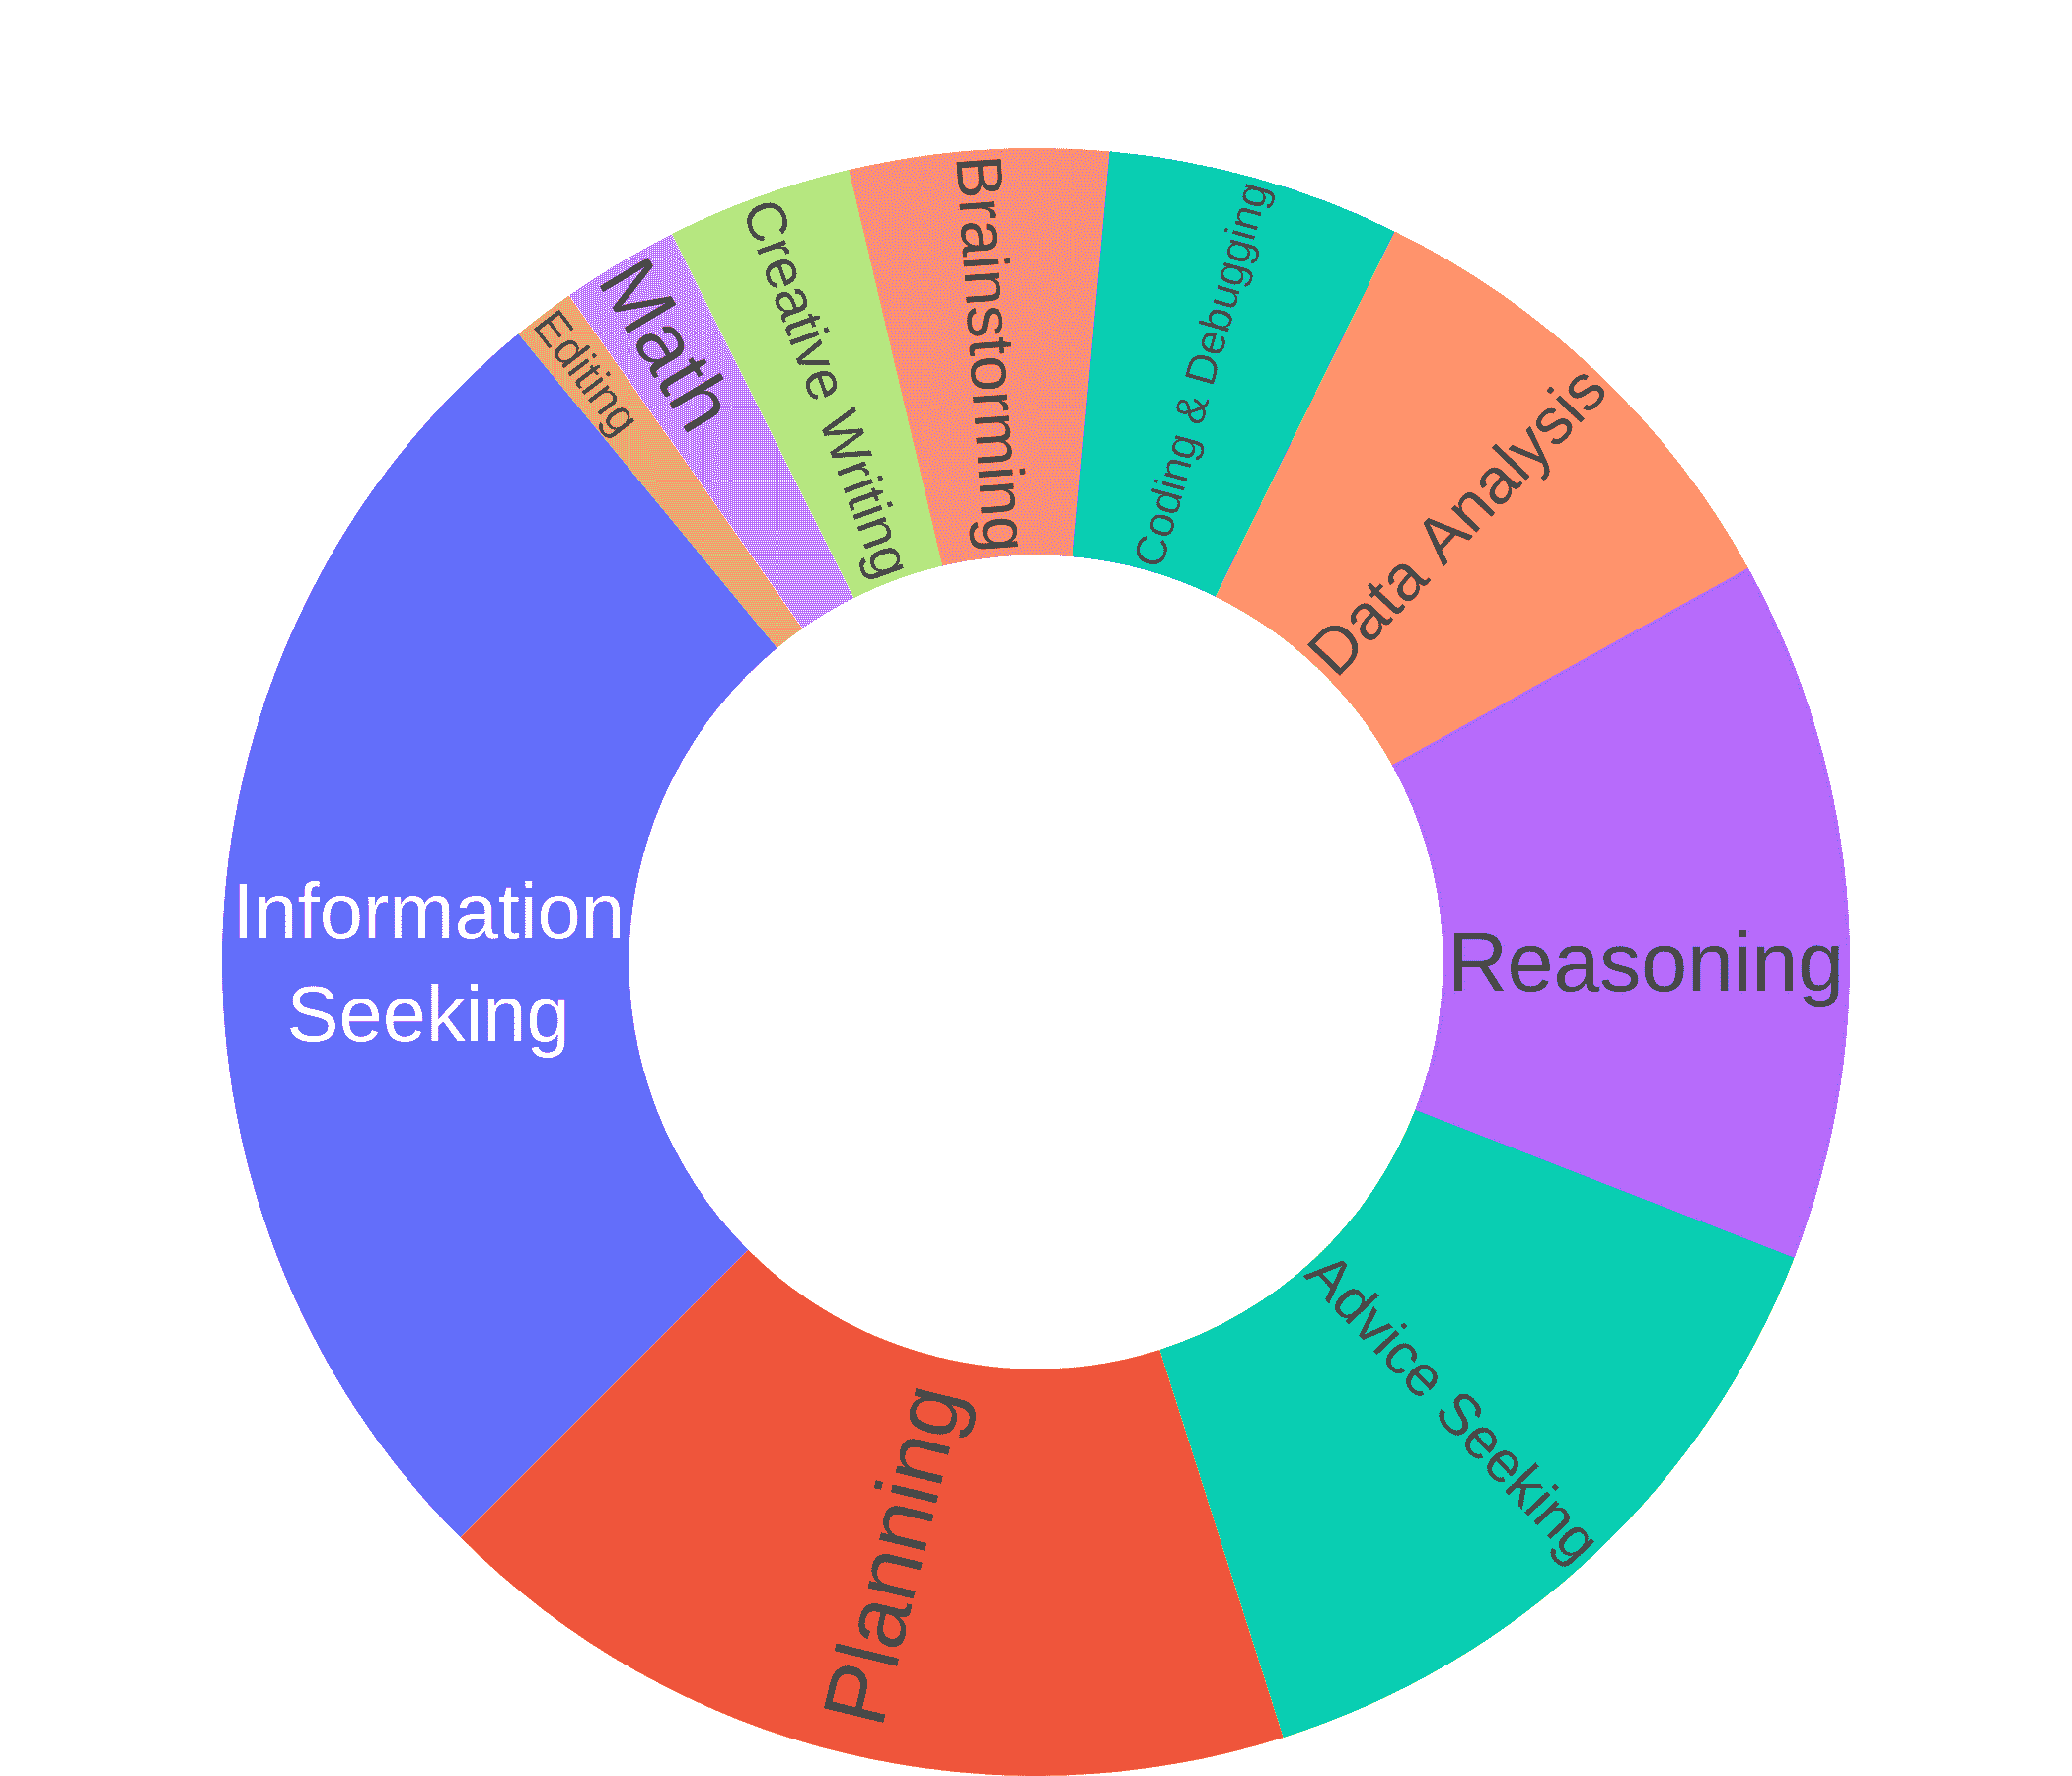 Brainstorming
Coding & Debugging
Data Analysis
Reasoning
Advice Seeking
Planning
Information
Seeking
Editing
Math
Creative Writing